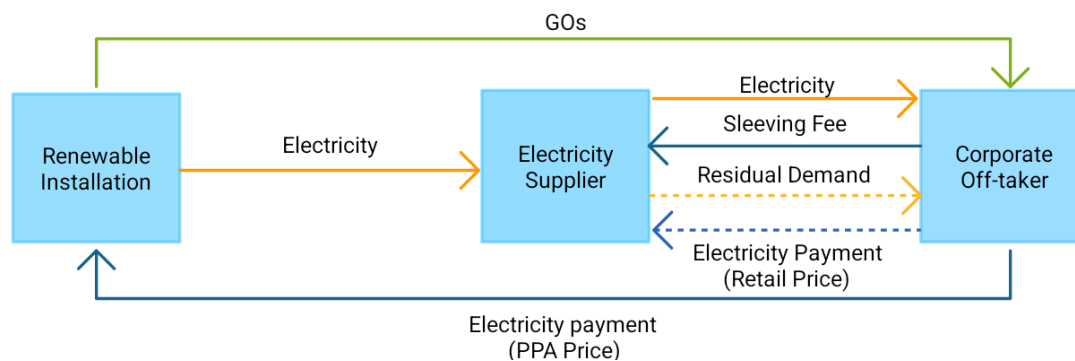 GOs
Renewable
Installation
Electricity
Electricity
Supplier
Electricity
Sleeving Fee
Residual Demand
Electricity Payment
(Retail Price)
Corporate
Off-taker
Electricity payment
(PPA Price)